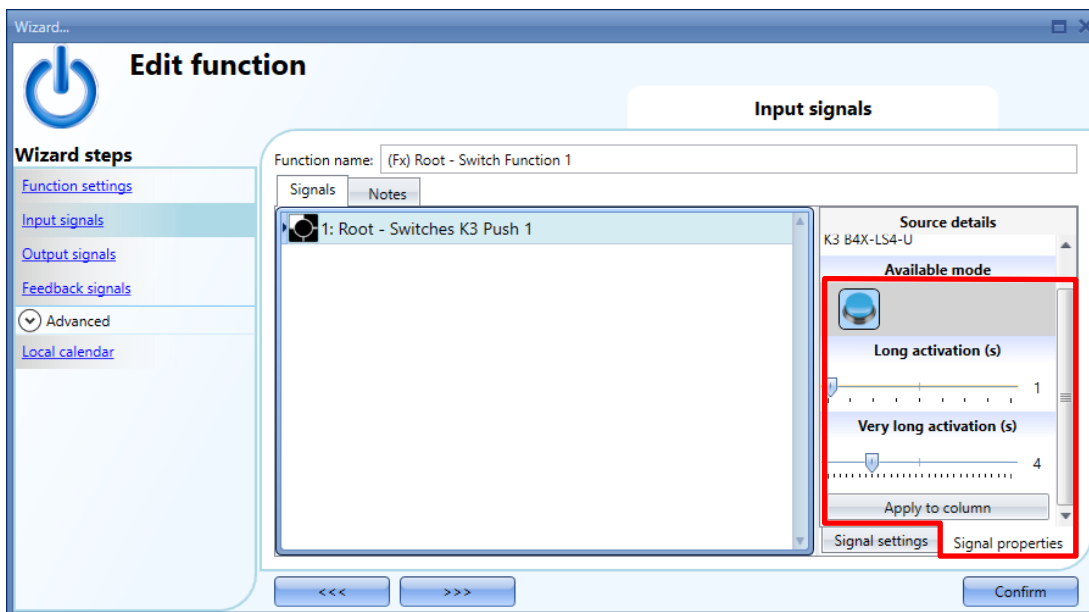 Wizard...
Edit function
Input signals
Wizard steps
Function settings
Input signals
Output signals
Feedback signals
Advanced
Local calendar
Function name: (Fx) Root - Switch Function 1
Signals Notes
1: Root - Switches K3 Push 1
Source details
K3 B4X-LS4-U
Available mode
Long activation (s)
1
Very long activation (s)
4
Apply to column
Signal settings Signal properties
<<< >>> Confirm